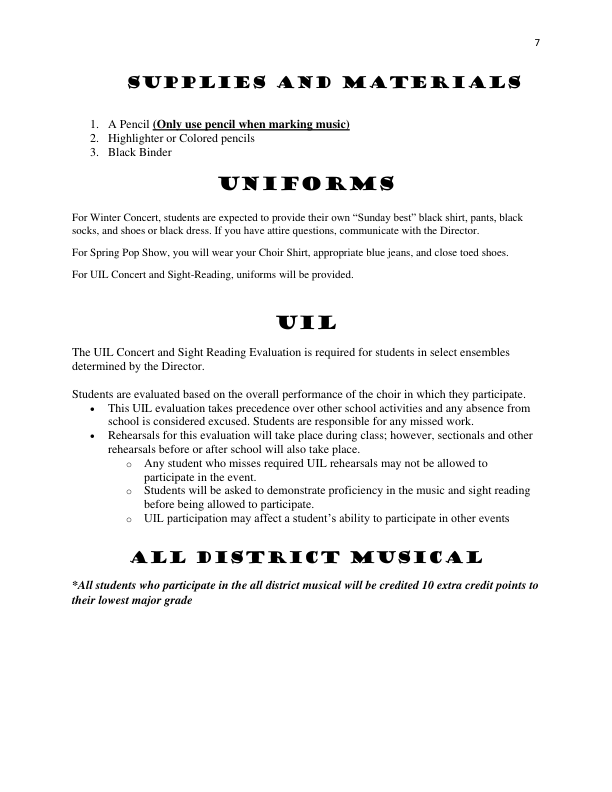 7
SUPPLIES AND MATERIALS
1. A Pencil (Only use pencil when marking music)
2. Highlighter or Colored pencils
3. Black Binder
UNIFORMS
For Winter Concert, students are expected to provide their own “Sunday best” black shirt, pants, black
socks, and shoes or black dress. If you have attire questions, communicate with the Director.
For Spring Pop Show, you will wear your Choir Shirt, appropriate blue jeans, and close toed shoes.
For UIL Concert and Sight-Reading, uniforms will be provided.
UIL
The UIL Concert and Sight Reading Evaluation is required for students in select ensembles
determined by the Director.
Students are evaluated based on the overall performance of the choir in which they participate.
• This UIL evaluation takes precedence over other school activities and any absence from
school is considered excused. Students are responsible for any missed work.
• Rehearsals for this evaluation will take place during class; however, sectionals and other
rehearsals before or after school will also take place.
o Any student who misses required UIL rehearsals may not be allowed to
participate in the event.
o Students will be asked to demonstrate proficiency in the music and sight reading
before being allowed to participate.
o UIL participation may affect a student’s ability to participate in other events
ALL DISTRICT MUSICAL
*All students who participate in the all district musical will be credited 10 extra credit points to
their lowest major grade